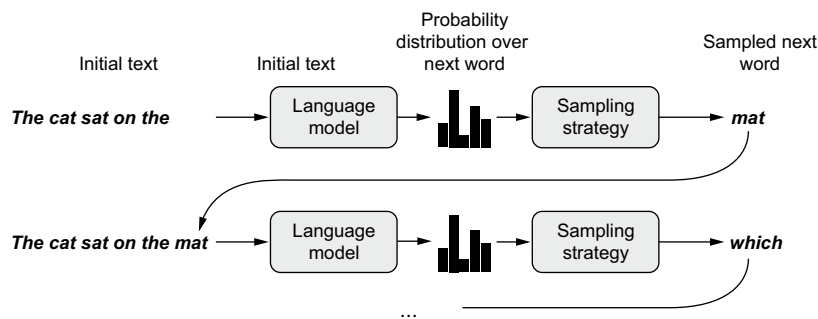 Probability
distribution over
next word
Sampled next
word
Initial text
Initial text
The cat sat on the
Language
model
Sampling
strategy
mat
The cat sat on the mat
Language
model
Sampling
strategy
which
...